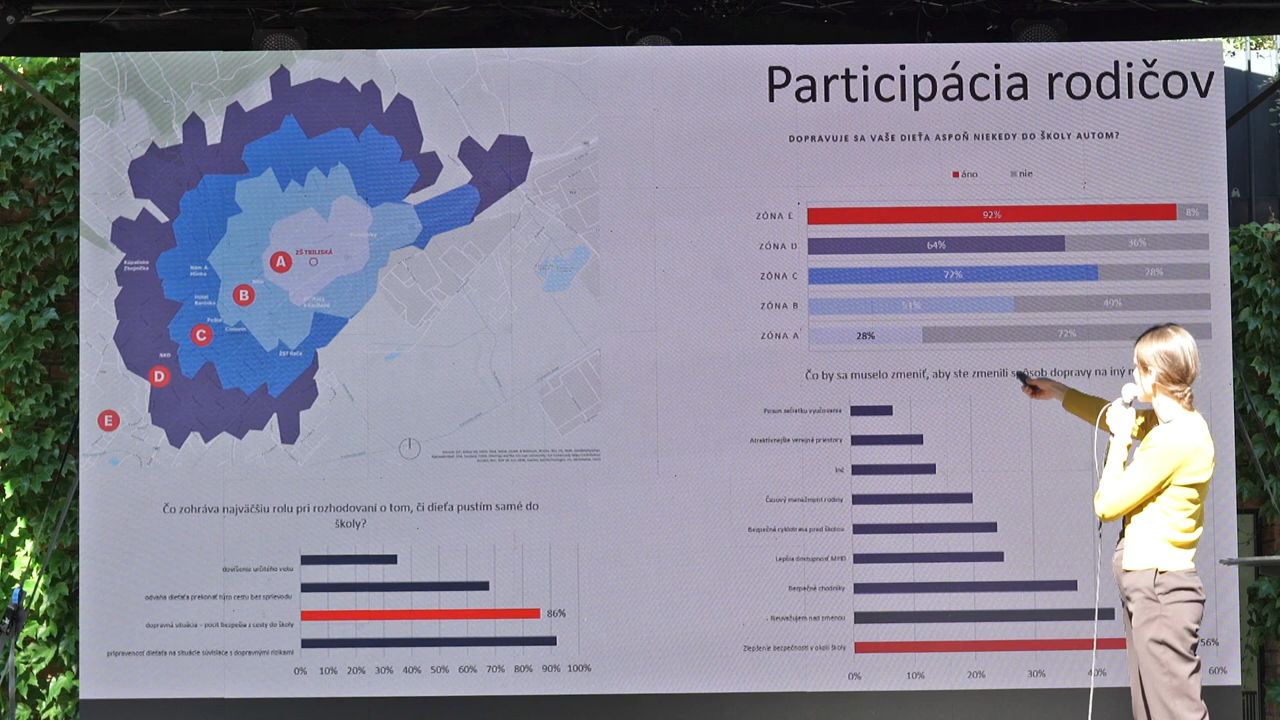 Participácia rodičov
DOPRAVUJE SA VAŠE DIEŤA ASPOŇ NIEKEDY DO ŠKOLY AUTOM?
áno nie
ZÓNA E 92% 8%
ZÓNA D 64% 36%
ZÓNA C 72% 28%
ZÓNA B 51% 49%
ZÓNA A 28% 72%
ZŠ TBILISKÁ
A
B
C
D
E
Čo by sa muselo zmeniť, aby ste zmenili spôsob dopravy na iný
Posun začiatku vyučovania
Atraktívnejšie verejné priestory
Iné
Časový manažment rodiny
Bezpečná cyklotrasa pred školou
Lepšia dostupnosť MHD
Bezpečné chodníky
- Neuvažujem nad zmenou
Zlepšenie bezpečnosti v okolí školy 56%
0% 10% 20% 30% 40% 60%
Čo zohráva najväčšiu rolu pri rozhodovaní o tom, či dieťa pustím samé do
školy?
dovŕšenie určitého veku
odvaha dieťaťa prekonať túto cestu bez sprievodu
dopravná situácia – pocit bezpečia z cesty do školy 86%
pripravenosť dieťaťa na situácie súvisiace s dopravnými rizikami
0% 10% 20% 30% 40% 50% 60% 70% 80% 90% 100%